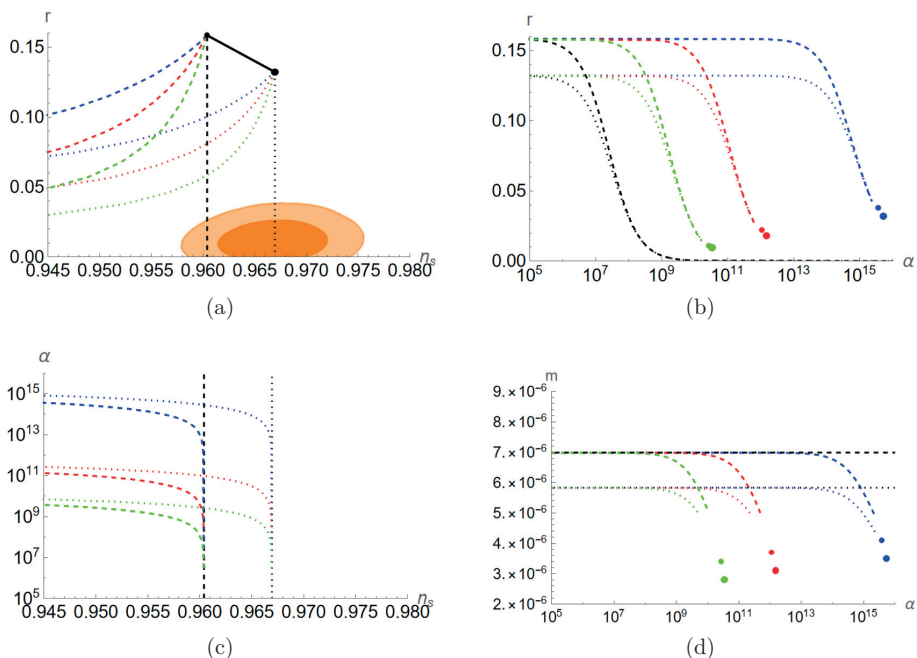 r
0.15
0.10
0.05
0.00
0.945 0.950 0.955 0.960 0.965 0.970 0.975 0.980
n_s
(a)
r
0.15
0.10
0.05
0.00
10^5 10^7 10^9 10^11 10^13 10^15
α
(b)
α
10^15
10^13
10^11
10^9
10^7
10^5
0.945 0.950 0.955 0.960 0.965 0.970 0.975 0.980
n_s
(c)
m
9.×10^-6
8.×10^-6
7.×10^-6
6.×10^-6
5.×10^-6
4.×10^-6
3.×10^-6
2.×10^-6
10^5 10^7 10^9 10^11 10^13 10^15
α
(d)